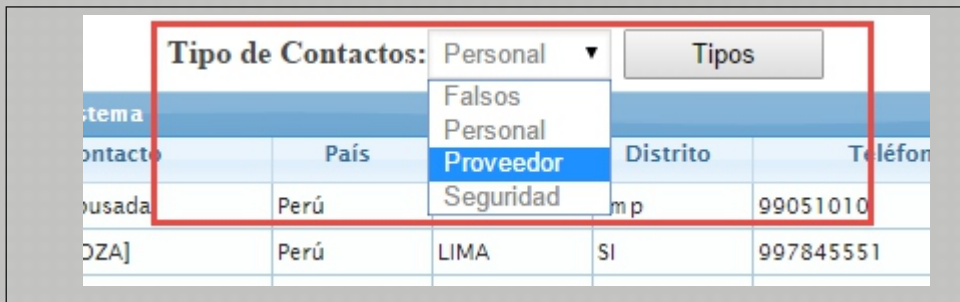 Tipo de Contactos: Personal ▼ Tipos
Falsos
stema
Personal
ontacto País Distrito Teléfon
Proveedor
Seguridad
ousada Perú mp 99051010
OZA] Perú LIMA SI 997845551